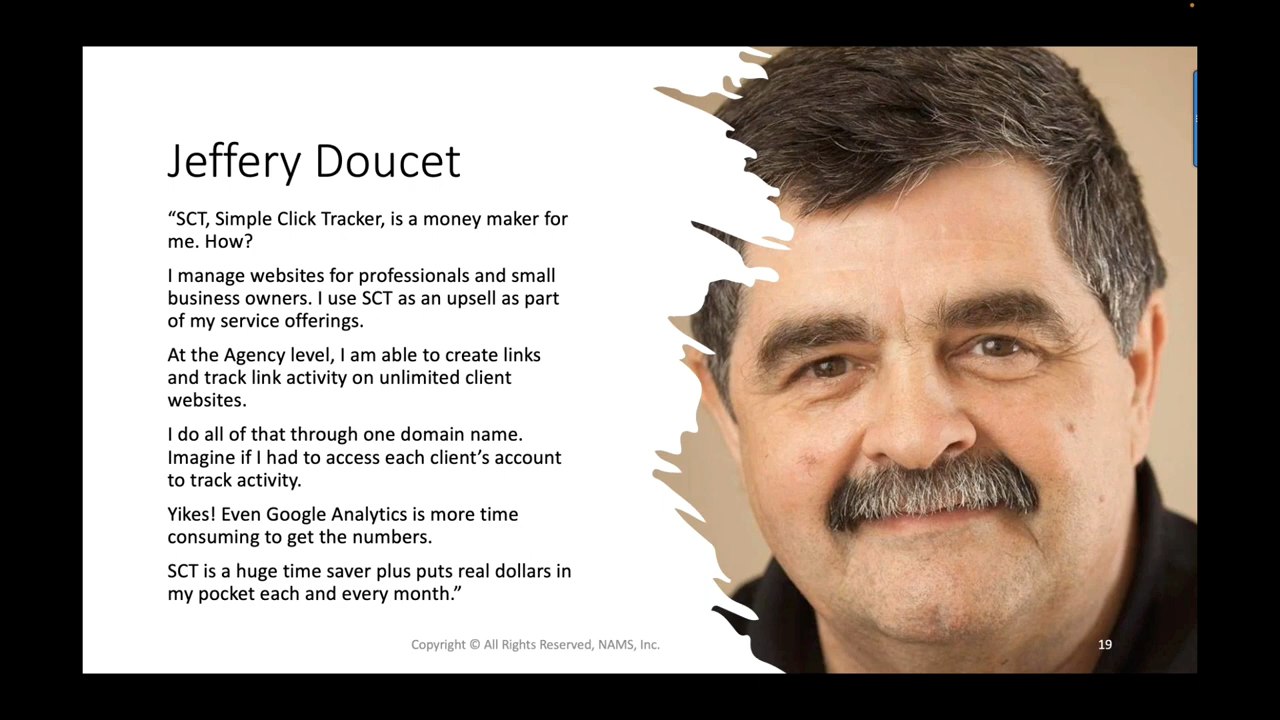 Jeffery Doucet
“SCT, Simple Click Tracker, is a money maker for
me. How?
I manage websites for professionals and small
business owners. I use SCT as an upsell as part
of my service offerings.
At the Agency level, I am able to create links
and track link activity on unlimited client
websites.
I do all of that through one domain name.
Imagine if I had to access each client’s account
to track activity.
Yikes! Even Google Analytics is more time
consuming to get the numbers.
SCT is a huge time saver plus puts real dollars in
my pocket each and every month.”
Copyright © All Rights Reserved, NAMS, Inc.
19